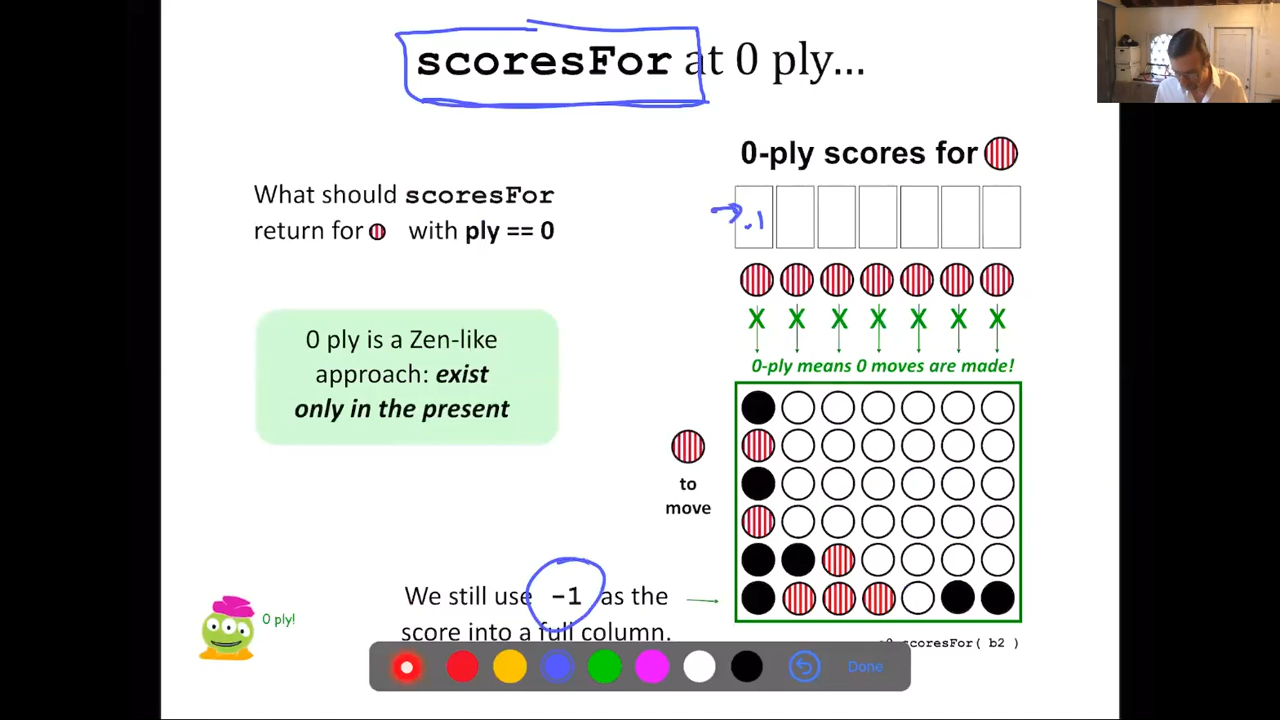 scoresFor at 0 ply...
0-ply scores for
What should scoresFor
return for with ply == 0
-1
X X X X X X X
0-ply means 0 moves are made!
0 ply is a Zen-like
approach: exist
only in the present
to
move
We still use -1 as the
score into a full column.
0 ply!
scoresFor( b2 )
Done